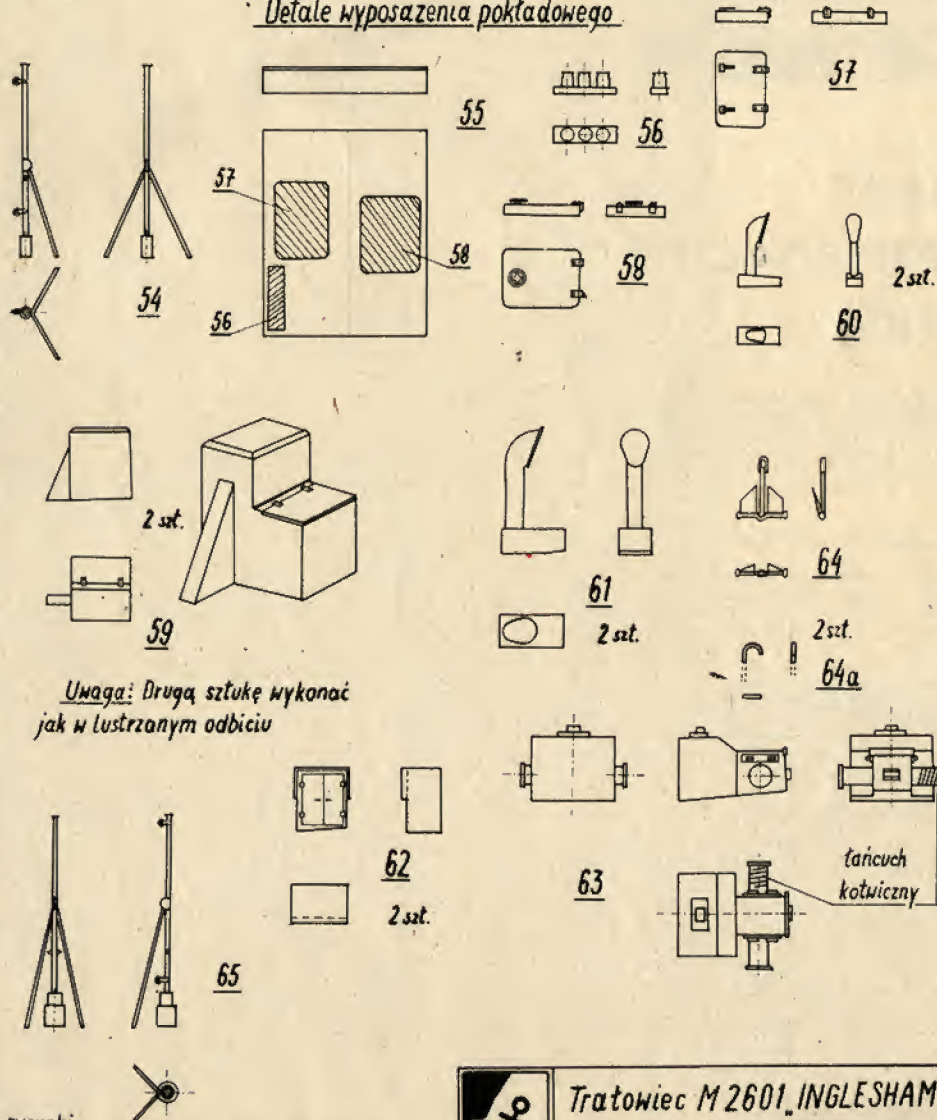 Detale wyposażenia pokładowego
57
55
56
57
58
56
54
58
2 szt.
60
2 szt.
59
61
2 szt.
64
2 szt.
64a
Uwaga: Drugą sztukę wykonać
jak w lustrzanym odbiciu
62
2 szt.
63
łańcuch
kotwiczny
65
Trałowiec M 2601 „INGLESHAM